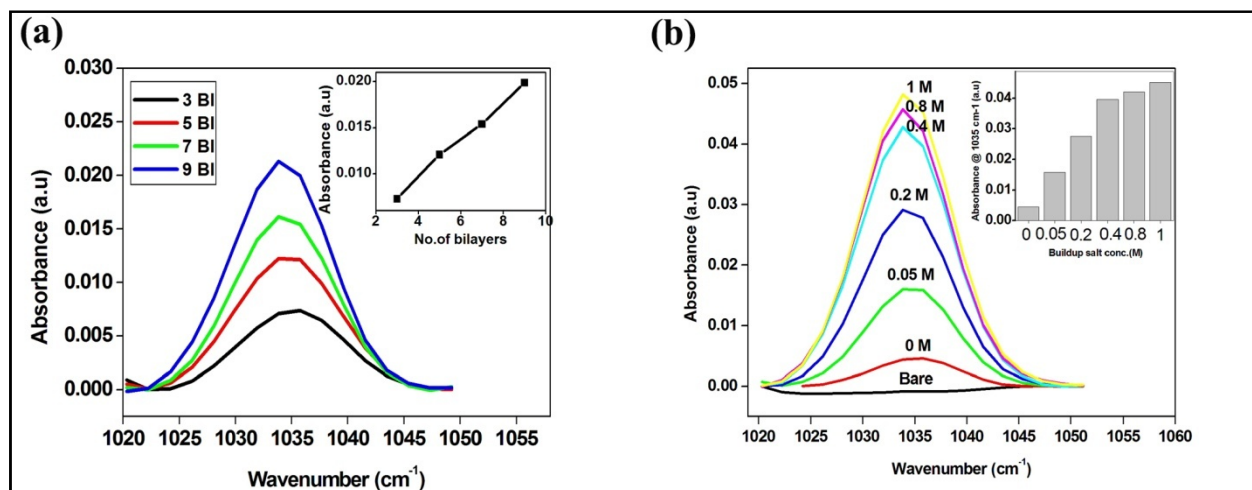 (a)
0.030
0.025
0.020
0.015
0.010
0.005
0.000
Absorbance (a.u)
3 Bl
5 Bl
7 Bl
9 Bl
1020 1025 1030 1035 1040 1045 1050 1055
Wavenumber (cm-1)
0.020
0.015
0.010
Absorbance (a.u)
2 4 6 8 10
No.of bilayers
(b)
0.05
0.04
0.03
0.02
0.01
0.00
Absorbance (a.u)
1 M
0.8 M
0.4 M
0.2 M
0.05 M
0 M
Bare
1020 1025 1030 1035 1040 1045 1050 1055 1060
Wavenumber (cm-1)
0.04
0.03
0.02
0.01
0.00
Absorbance @ 1035 cm-1 (a.u)
0 0.05 0.2 0.4 0.8 1
Buildup salt conc.(M)